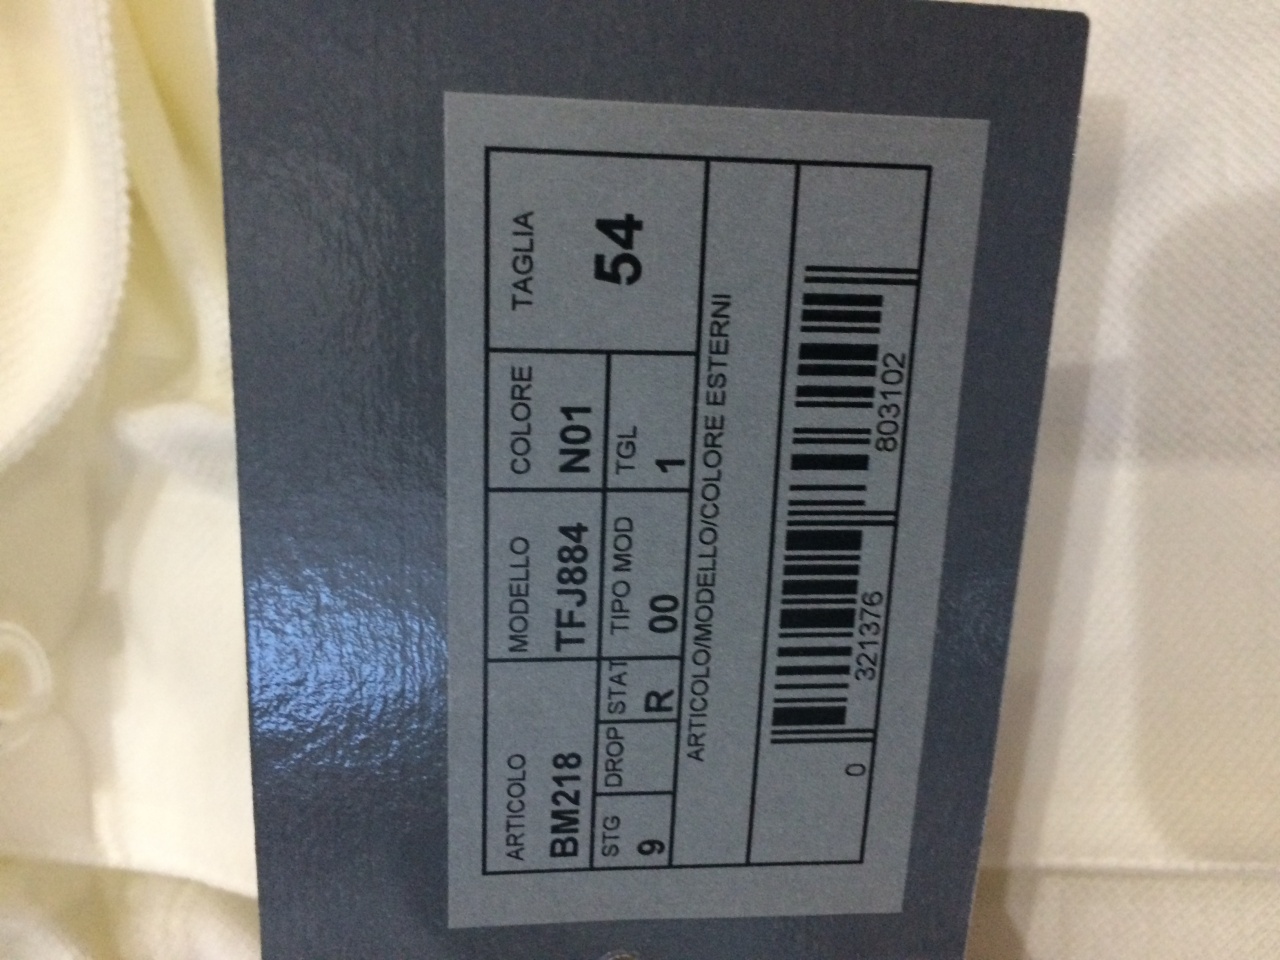 ARTICOLO MODELLO COLORE TAGLIA
BM218 TFJ884 N01 54
STG DROP STAT TIPO MOD TGL
9 R 00 1
ARTICOLO/MODELLO/COLORE ESTERNI
0 321376 803102